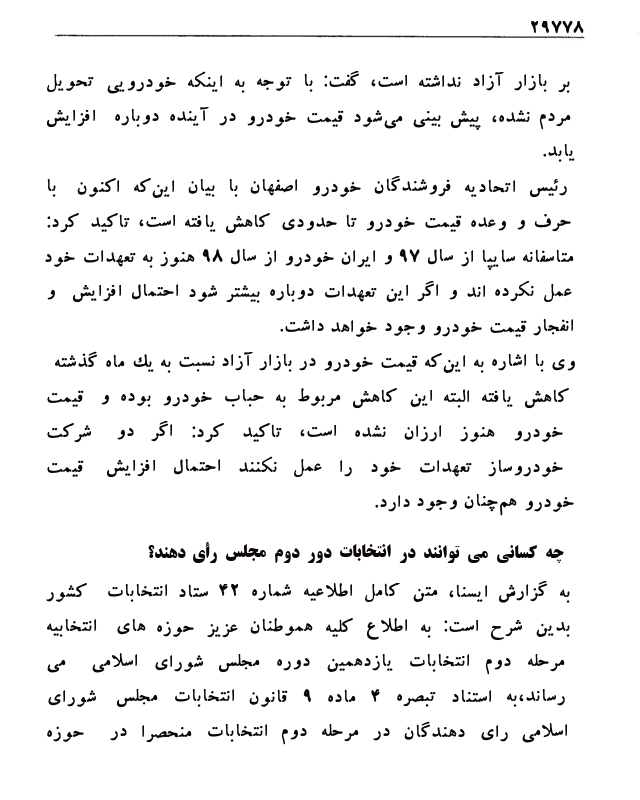 ۲۹۷۷۸
بر بازار آزاد نداشته است، گفت: با توجه به اینکه خودرویی تحویل
مردم نشده، پیش بینی می‌شود قیمت خودرو در آینده دوباره افزایش
یابد.
رئیس اتحادیه فروشندگان خودرو اصفهان با بیان این‌که اکنون با
حرف و وعده قیمت خودرو تا حدودی کاهش یافته است، تاکید کرد:
متاسفانه سایپا از سال ۹۷ و ایران خودرو از سال ۹۸ هنوز به تعهدات خود
عمل نکرده اند و اگر این تعهدات دوباره بیشتر شود احتمال افزایش و
انفجار قیمت خودرو وجود خواهد داشت.
وی با اشاره به این‌که قیمت خودرو در بازار آزاد نسبت به یك ماه گذشته
کاهش یافته البته این کاهش مربوط به حباب خودرو بوده و قیمت
خودرو هنوز ارزان نشده است، تاکید کرد: اگر دو شرکت
خودروساز تعهدات خود را عمل نکنند احتمال افزایش قیمت
خودرو هم‌چنان وجود دارد.
چه کسانی می توانند در انتخابات دور دوم مجلس رأی دهند؟
به گزارش ایسنا، متن کامل اطلاعیه شماره ۴۲ ستاد انتخابات کشور
بدین شرح است: به اطلاع کلیه هموطنان عزیز حوزه های انتخابیه
مرحله دوم انتخابات یازدهمین دوره مجلس شورای اسلامی می
رساند،به استناد تبصره ۴ ماده ۹ قانون انتخابات مجلس شورای
اسلامی رای دهندگان در مرحله دوم انتخابات منحصرا در حوزه